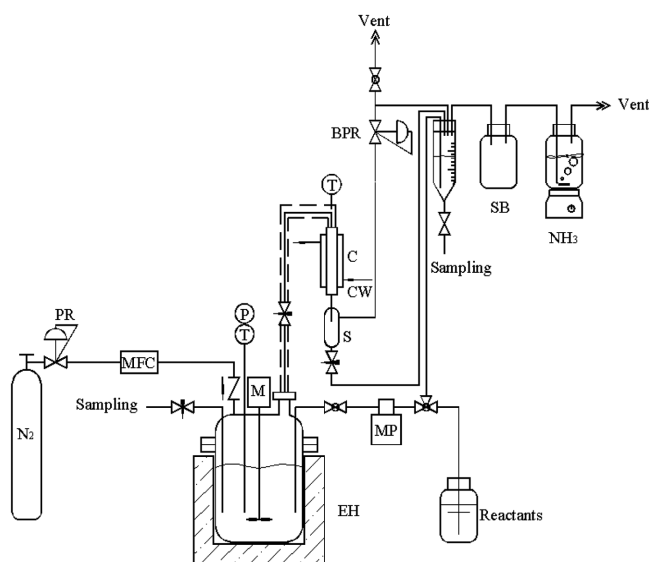 Vent
BPR
Vent
T
SB
NH3
C
Sampling
CW
PR
P
S
T
MFC
M
Sampling
N2
MP
EH
Reactants